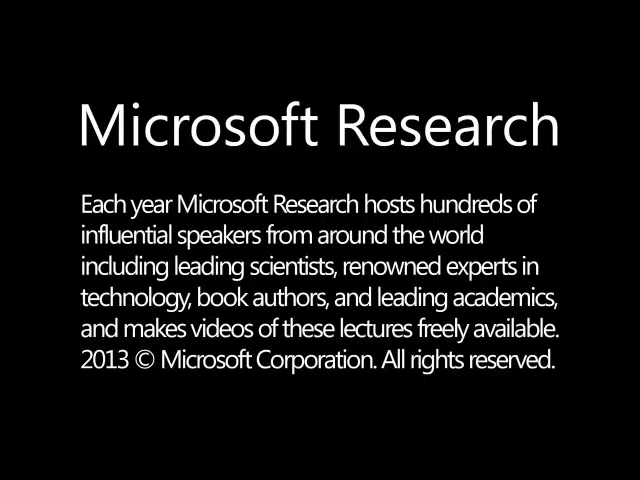 Microsoft Research
Each year Microsoft Research hosts hundreds of
influential speakers from around the world
including leading scientists, renowned experts in
technology, book authors, and leading academics,
and makes videos of these lectures freely available.
2013 © Microsoft Corporation. All rights reserved.